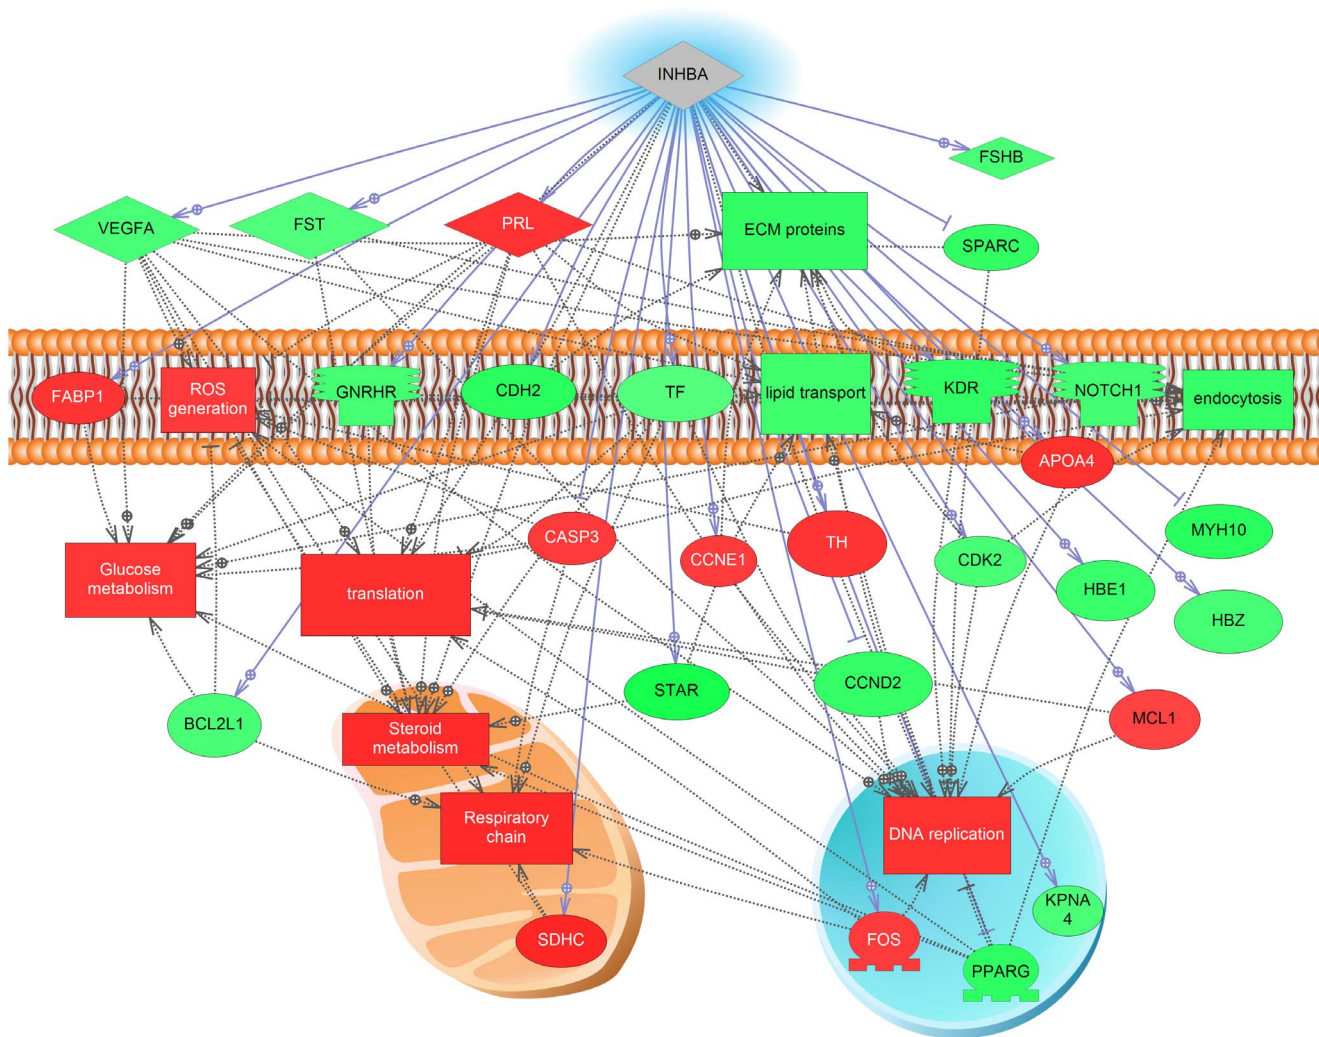 INHBA
FSHB
VEGFA
FST
PRL
ECM proteins
SPARC
FABP1
ROS
generation
GNRHR
CDH2
TF
lipid transport
KDR
NOTCH1
endocytosis
APOA4
MYH10
Glucose
metabolism
translation
CASP3
CCNE1
TH
CDK2
HBE1
HBZ
BCL2L1
Steroid
metabolism
STAR
CCND2
MCL1
Respiratory
chain
DNA replication
KPNA
4
SDHC
FOS
PPARG